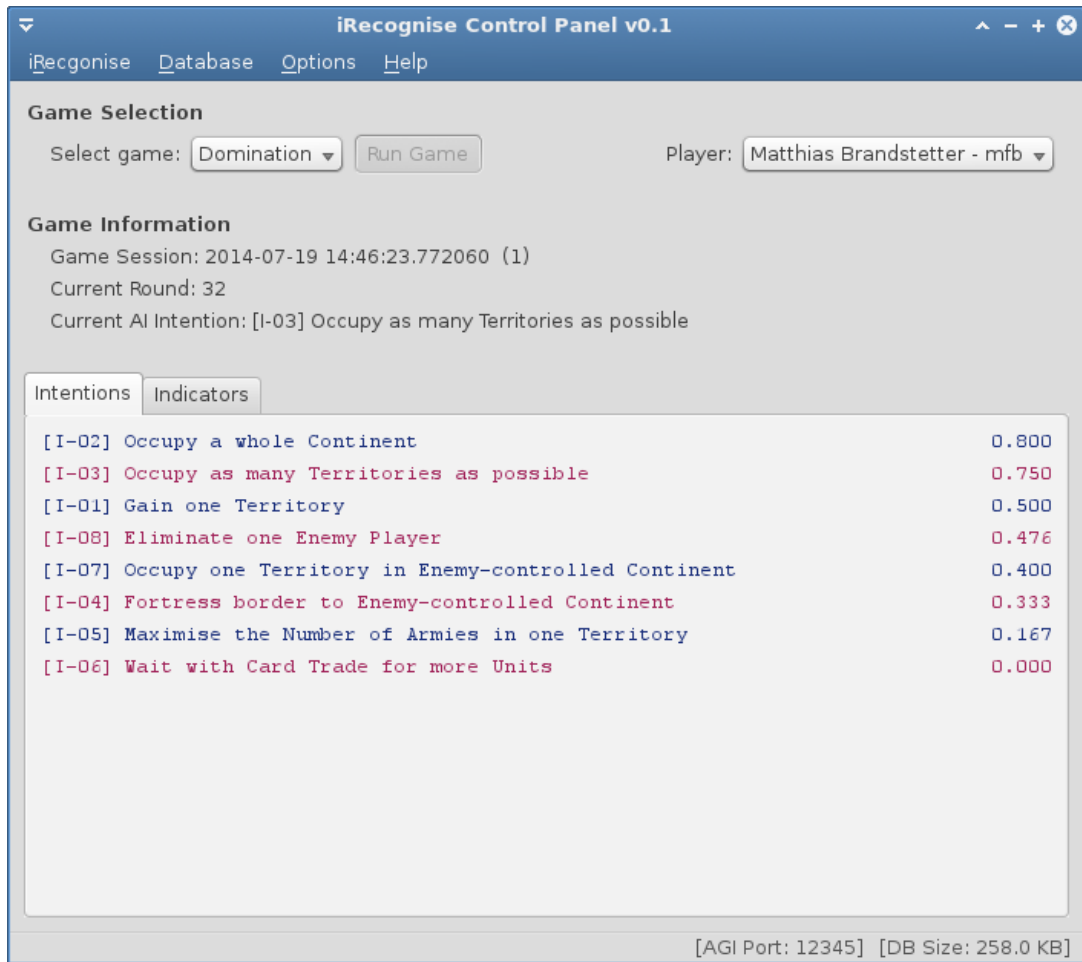 iRecognise Control Panel v0.1
iRecgonise Database Options Help
Game Selection
Select game: Domination Run Game Player: Matthias Brandstetter - mfb
Game Information
Game Session: 2014-07-19 14:46:23.772060 (1)
Current Round: 32
Current AI Intention: [I-03] Occupy as many Territories as possible
Intentions Indicators
[I-02] Occupy a whole Continent 0.800
[I-03] Occupy as many Territories as possible 0.750
[I-01] Gain one Territory 0.500
[I-08] Eliminate one Enemy Player 0.476
[I-07] Occupy one Territory in Enemy-controlled Continent 0.400
[I-04] Fortress border to Enemy-controlled Continent 0.333
[I-05] Maximise the Number of Armies in one Territory 0.167
[I-06] Wait with Card Trade for more Units 0.000
[AGI Port: 12345] [DB Size: 258.0 KB]